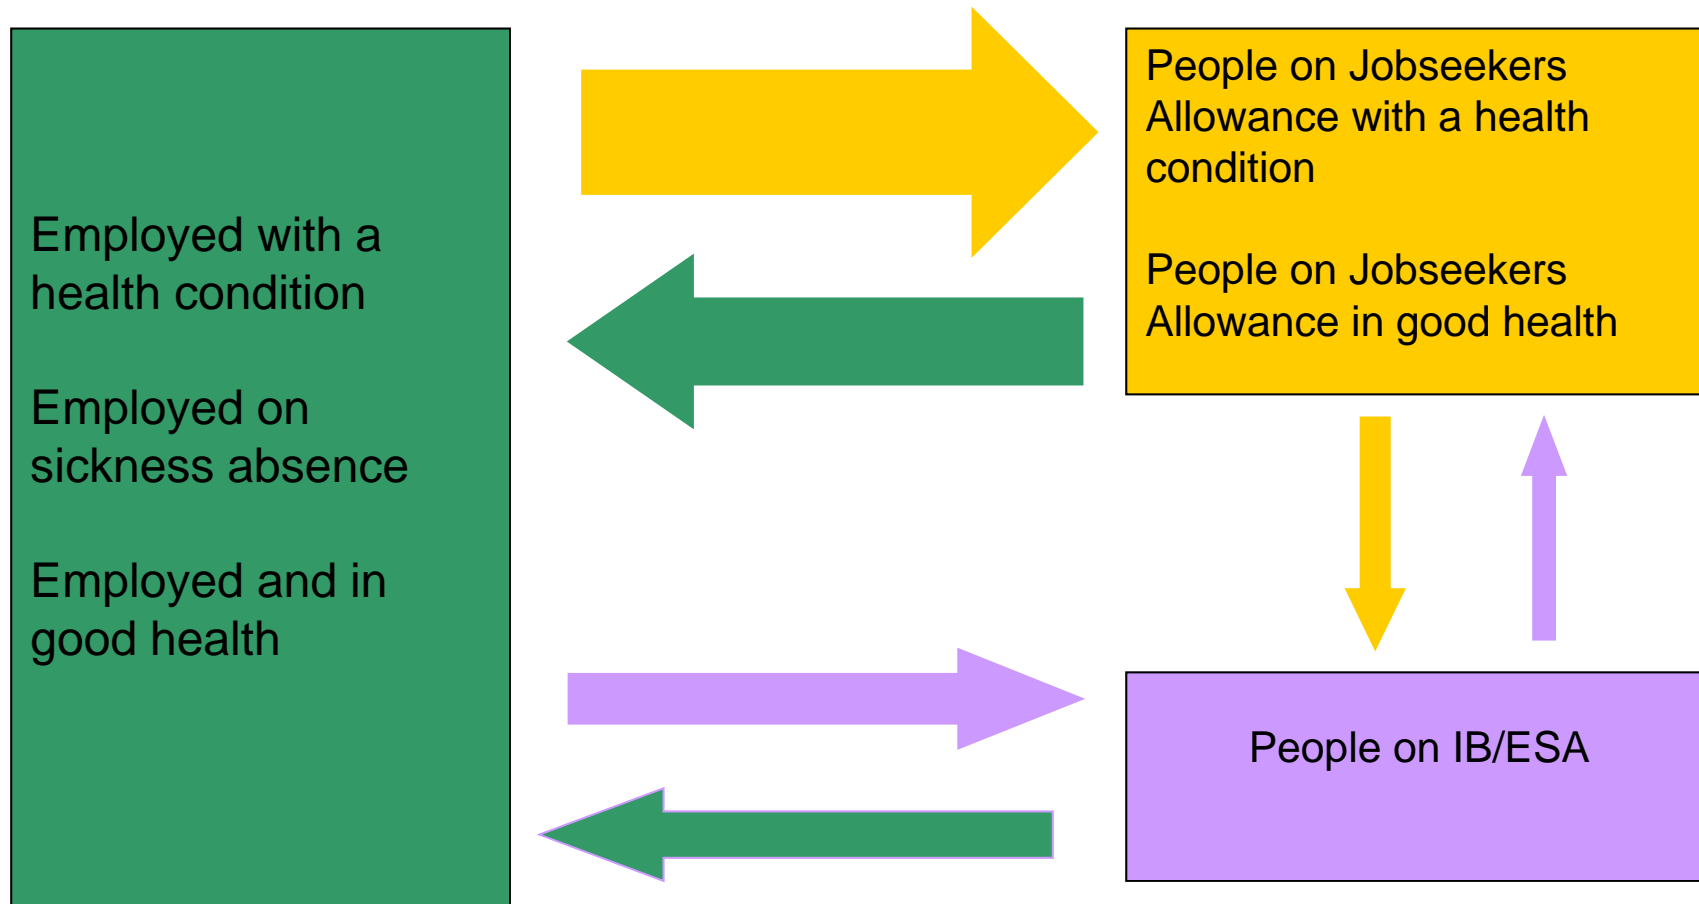 Employed with a
health condition
Employed on
sickness absence
Employed and in
good health
People on Jobseekers
Allowance with a health
condition
People on Jobseekers
Allowance in good health
People on IB/ESA